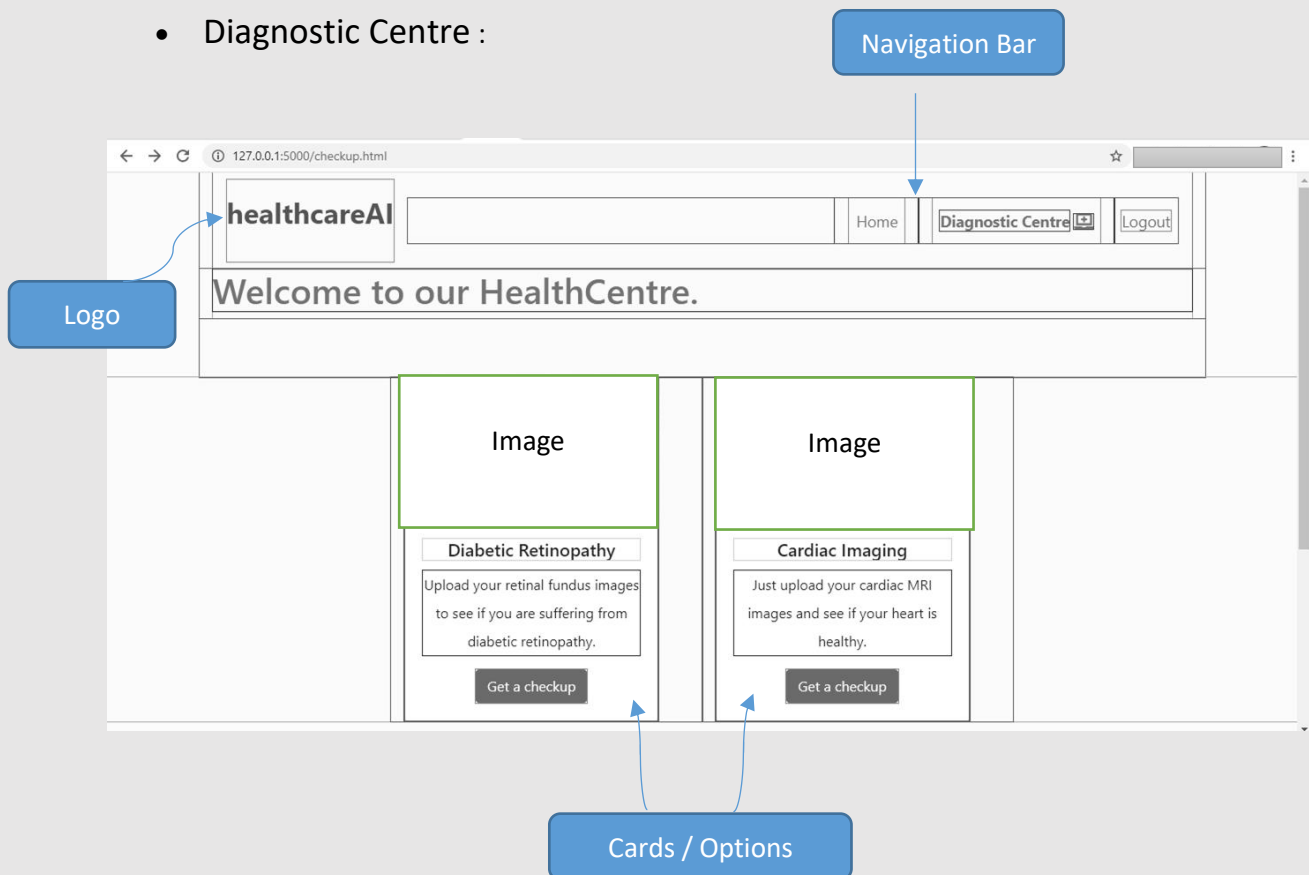 • Diagnostic Centre :
Navigation Bar
127.0.0.1:5000/checkup.html
healthcareAI
Home
Diagnostic Centre
Logout
Logo
Welcome to our HealthCentre.
Image
Image
Diabetic Retinopathy
Upload your retinal fundus images
to see if you are suffering from
diabetic retinopathy.
Get a checkup
Cardiac Imaging
Just upload your cardiac MRI
images and see if your heart is
healthy.
Get a checkup
Cards / Options